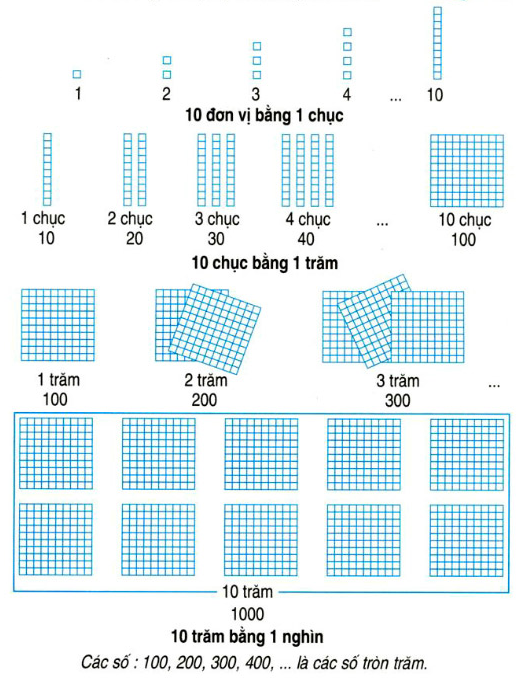 1 2 3 4 ... 10
10 đơn vị bằng 1 chục
1 chục 2 chục 3 chục 4 chục ... 10 chục
10 20 30 40 100
10 chục bằng 1 trăm
1 trăm 2 trăm 3 trăm ...
100 200 300
10 trăm
1000
10 trăm bằng 1 nghìn
Các số : 100, 200, 300, 400, ... là các số tròn trăm.